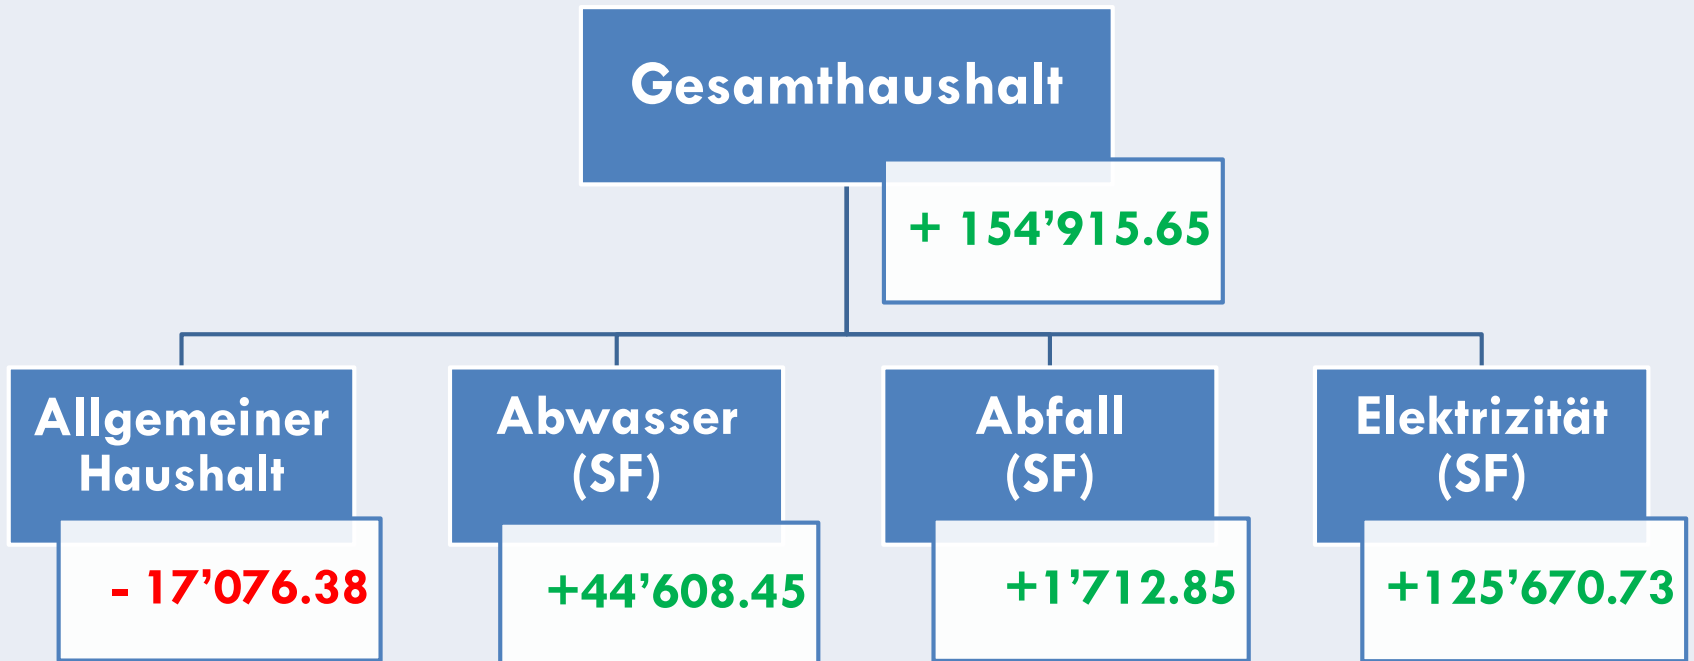 Gesamthaushalt
+ 154’915.65
Allgemeiner
Haushalt
- 17’076.38
Abwasser
(SF)
+44’608.45
Abfall
(SF)
+1’712.85
Elektrizität
(SF)
+125’670.73